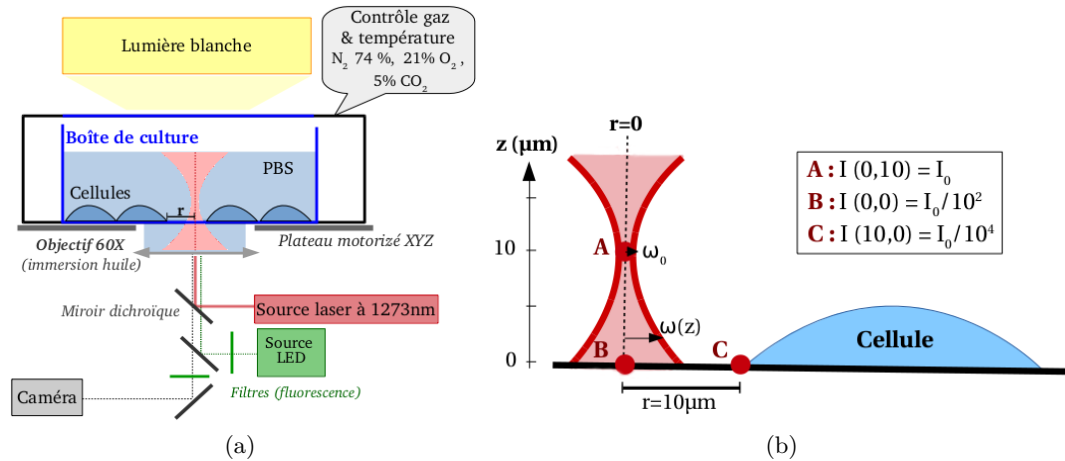 Lumière blanche
Contrôle gaz
& température
N₂ 74 %, 21% O₂ ,
5% CO₂
Boîte de culture
PBS
Cellules
r
Objectif 60X
(immersion huile)
Plateau motorizé XYZ
Miroir dichroïque
Source laser à 1273nm
Source
LED
Filtres (fluorescence)
Caméra
(a)
r=0
z (µm)
A : I (0,10) = I₀
B : I (0,0) = I₀/10²
C : I (10,0) = I₀/10⁴
10
A
ω₀
ω(z)
Cellule
0
B
C
r=10µm
(b)